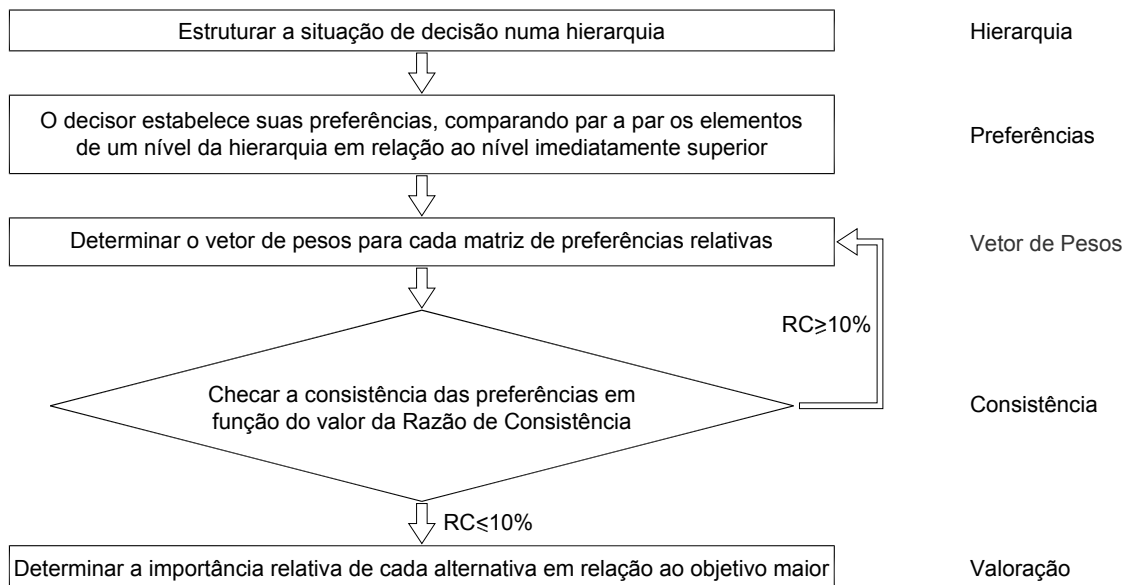 Estruturar a situação de decisão numa hierarquia
Hierarquia
O decisor estabelece suas preferências, comparando par a par os elementos
de um nível da hierarquia em relação ao nível imediatamente superior
Preferências
Determinar o vetor de pesos para cada matriz de preferências relativas
Vetor de Pesos
RC≥10%
Checar a consistência das preferências em
função do valor da Razão de Consistência
Consistência
RC≤10%
Determinar a importância relativa de cada alternativa em relação ao objetivo maior
Valoração